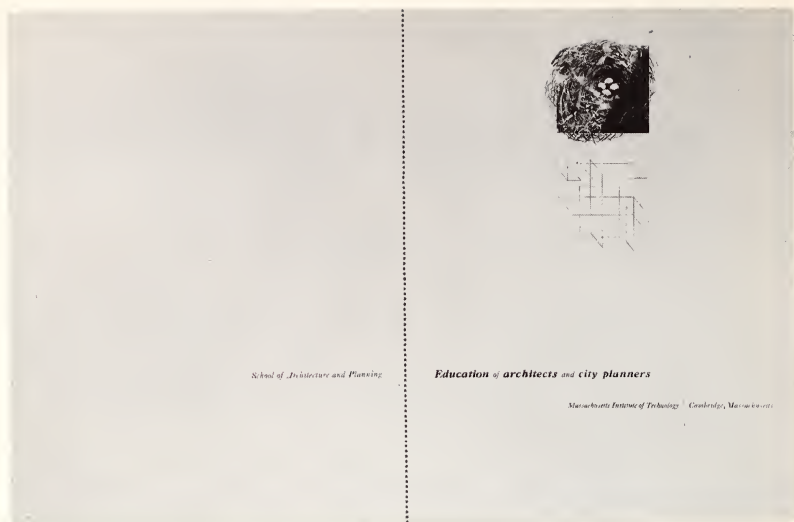 School of Architecture and Planning
Education of architects and city planners
Massachusetts Institute of Technology Cambridge, Massachusetts